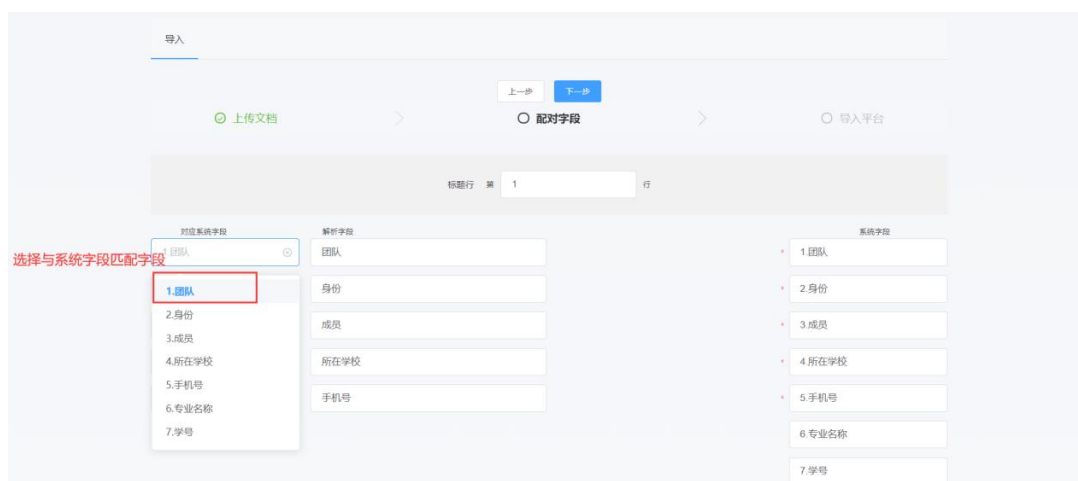 导入
上一步 下一步
上传文档 配对字段 导入平台
标题行 第 1 行
对应系统字段 解析字段 系统字段
选择与系统字段匹配字段 1.团队 团队 * 1.团队
1.团队 身份 * 2.身份
2.身份
3.成员 成员 * 3.成员
4.所在学校 所在学校 * 4.所在学校
5.手机号 手机号 * 5.手机号
6.专业名称 6.专业名称
7.学号
7.学号